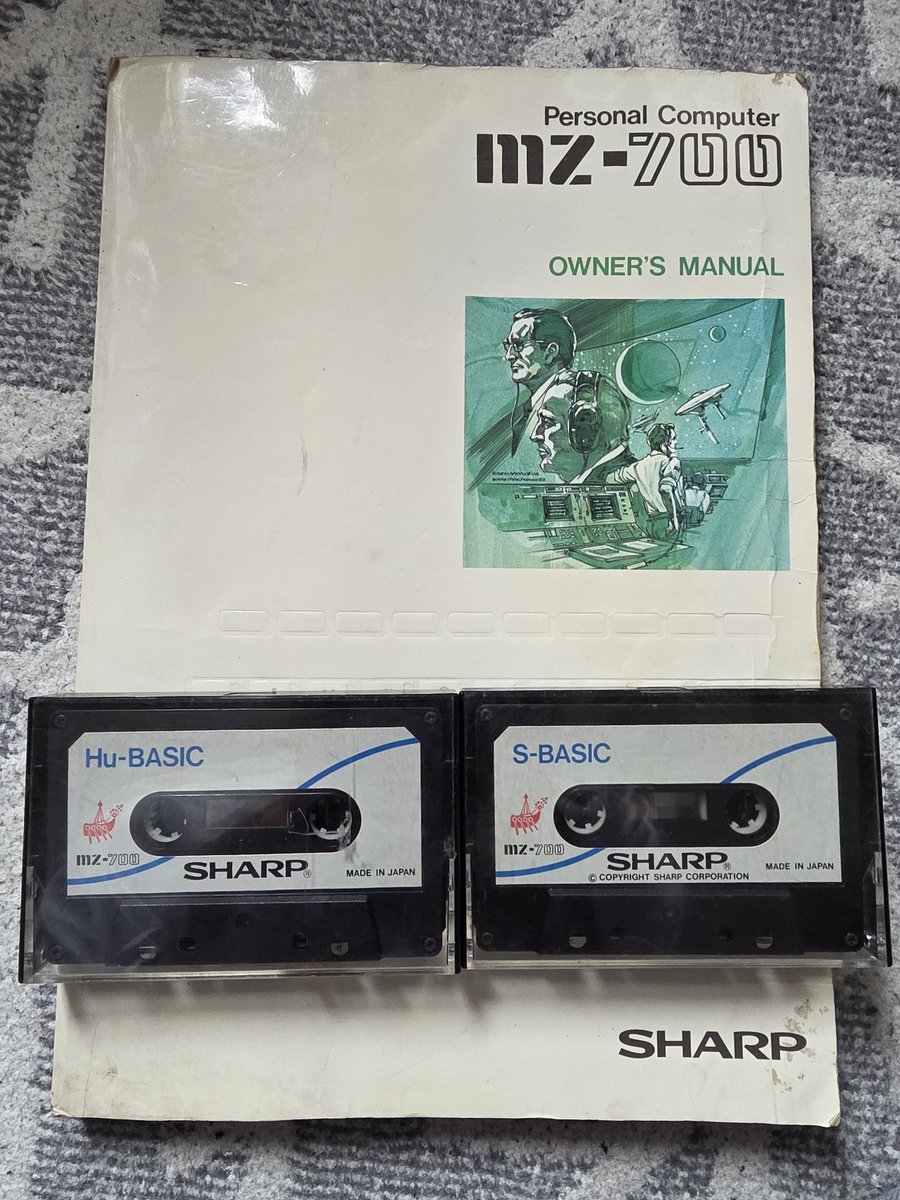 Personal Computer
mz-700
OWNER'S MANUAL
Hu-BASIC
mz-700
SHARP®
MADE IN JAPAN
S-BASIC
mz-700
SHARP®
© COPYRIGHT SHARP CORPORATION
MADE IN JAPAN
SHARP